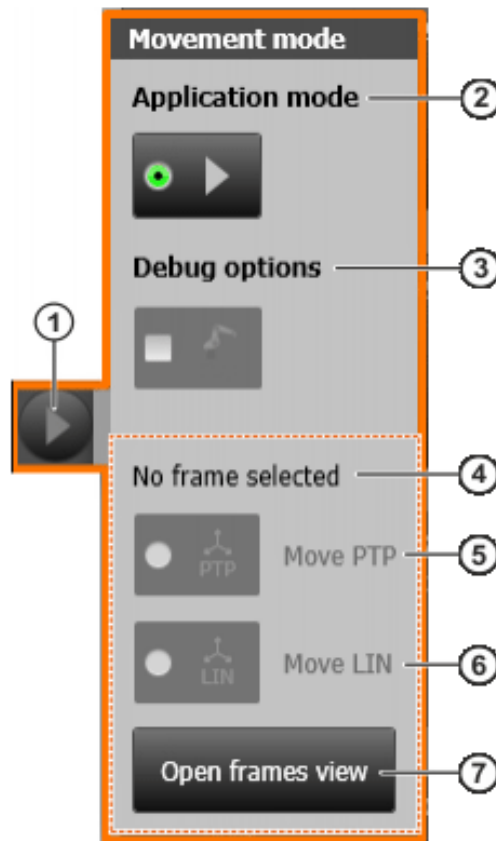 Movement mode
Application mode
2
Debug options
3
1
No frame selected
4
PTP
Move PTP
5
LIN
Move LIN
6
Open frames view
7